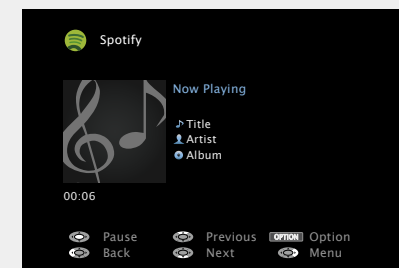 Spotify
Now Playing
Title
Artist
Album
00:06
Pause Previous OPTION Option
Back Next Menu